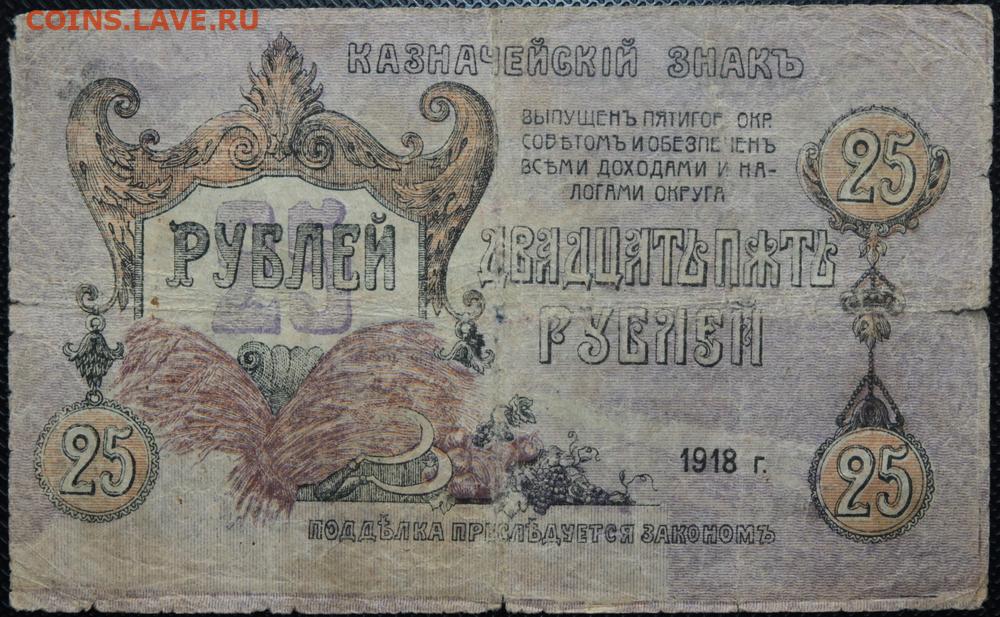 COINS.LAVE.RU
КАЗНАЧЕЙСКІЙ ЗНАКЪ
ВЫПУЩЕНЪ ПЯТИГОР. ОКР.
СОВѢТОМЪ И ОБЕЗПЕЧЕНЪ
ВСѢМИ ДОХОДАМИ И НА-
ЛОГАМИ ОКРУГА
25
25
РУБЛЕЙ
ДВАДЦАТЬ ПЯТЬ
РУБЛЕЙ
25
1918 г.
25
ПОДДѢЛКА ПРЕСЛѢДУЕТСЯ ЗАКОНОМЪ